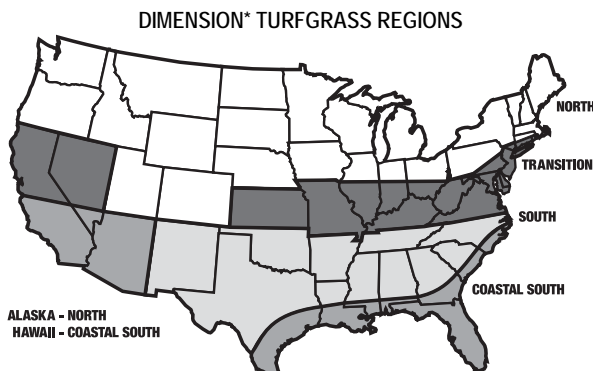 DIMENSION* TURFGRASS REGIONS
NORTH
TRANSITION
SOUTH
COASTAL SOUTH
ALASKA - NORTH
HAWAII - COASTAL SOUTH